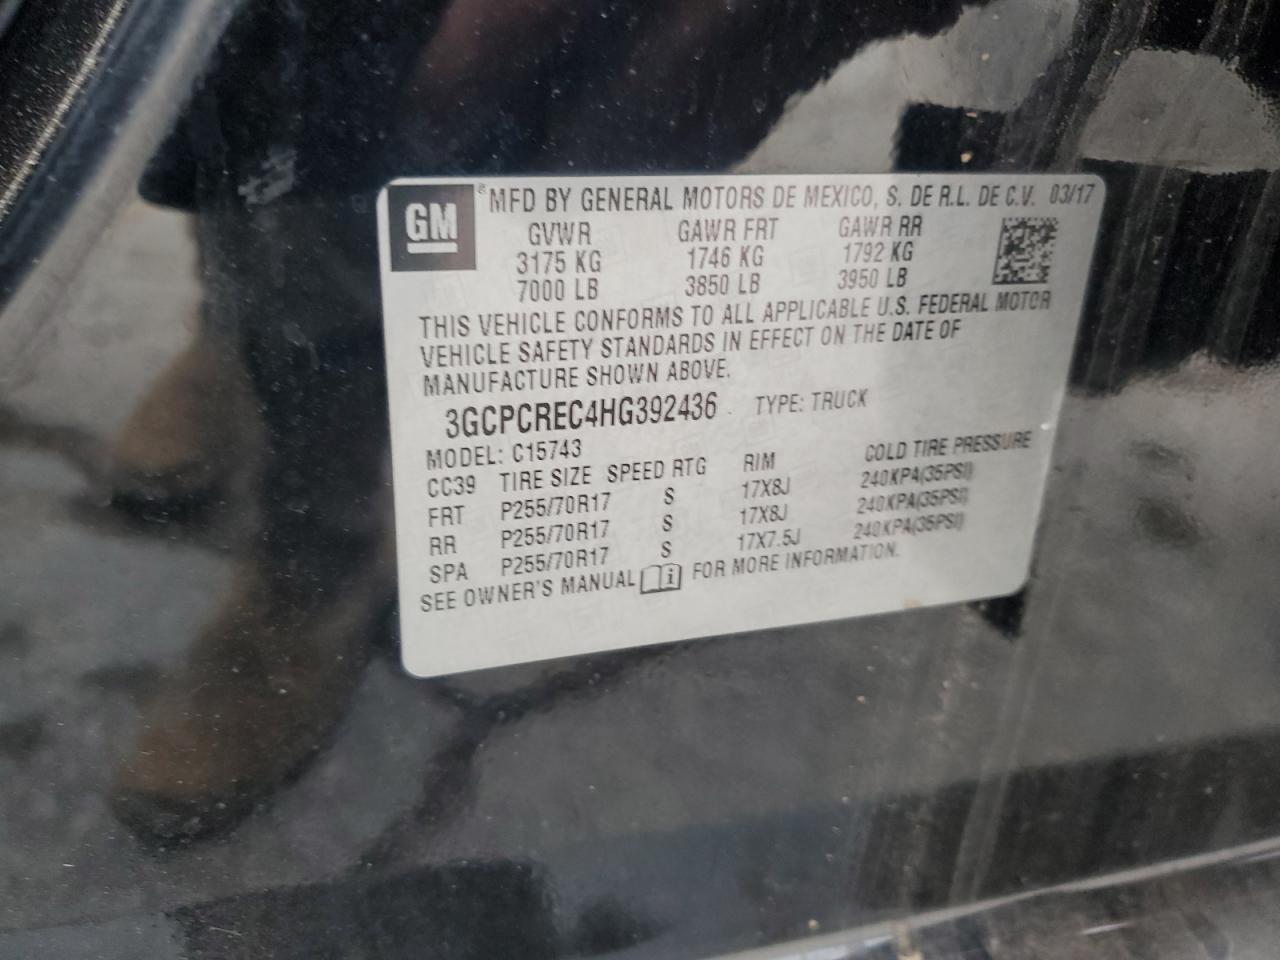 GM ® MFD BY GENERAL MOTORS DE MEXICO, S. DE R.L. DE C.V. 03/17
GVWR GAWR FRT GAWR RR
3175 KG 1746 KG 1792 KG
7000 LB 3850 LB 3950 LB
THIS VEHICLE CONFORMS TO ALL APPLICABLE U.S. FEDERAL MOTOR
VEHICLE SAFETY STANDARDS IN EFFECT ON THE DATE OF
MANUFACTURE SHOWN ABOVE.
3GCPCREC4HG392436 TYPE: TRUCK
MODEL: C15743
CC39 TIRE SIZE SPEED RTG RIM COLD TIRE PRESSURE
FRT P255/70R17 S 17X8J 240KPA(35PSI)
RR P255/70R17 S 17X8J 240KPA(35PSI)
SPA P255/70R17 S 17X7.5J 240KPA(35PSI)
SEE OWNER'S MANUAL FOR MORE INFORMATION.